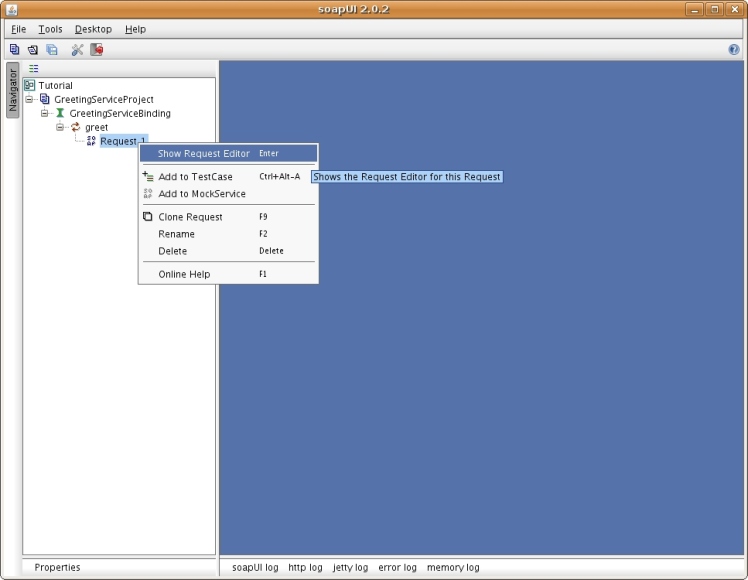 soapUI 2.0.2
File Tools Desktop Help
Navigator
Tutorial
GreetingServiceProject
GreetingServiceBinding
greet
Request 1
Show Request Editor Enter
Add to TestCase Ctrl+Alt-A
Shows the Request Editor for this Request
Add to MockService
Clone Request F9
Rename F2
Delete Delete
Online Help F1
Properties
soapUI log http log jetty log error log memory log